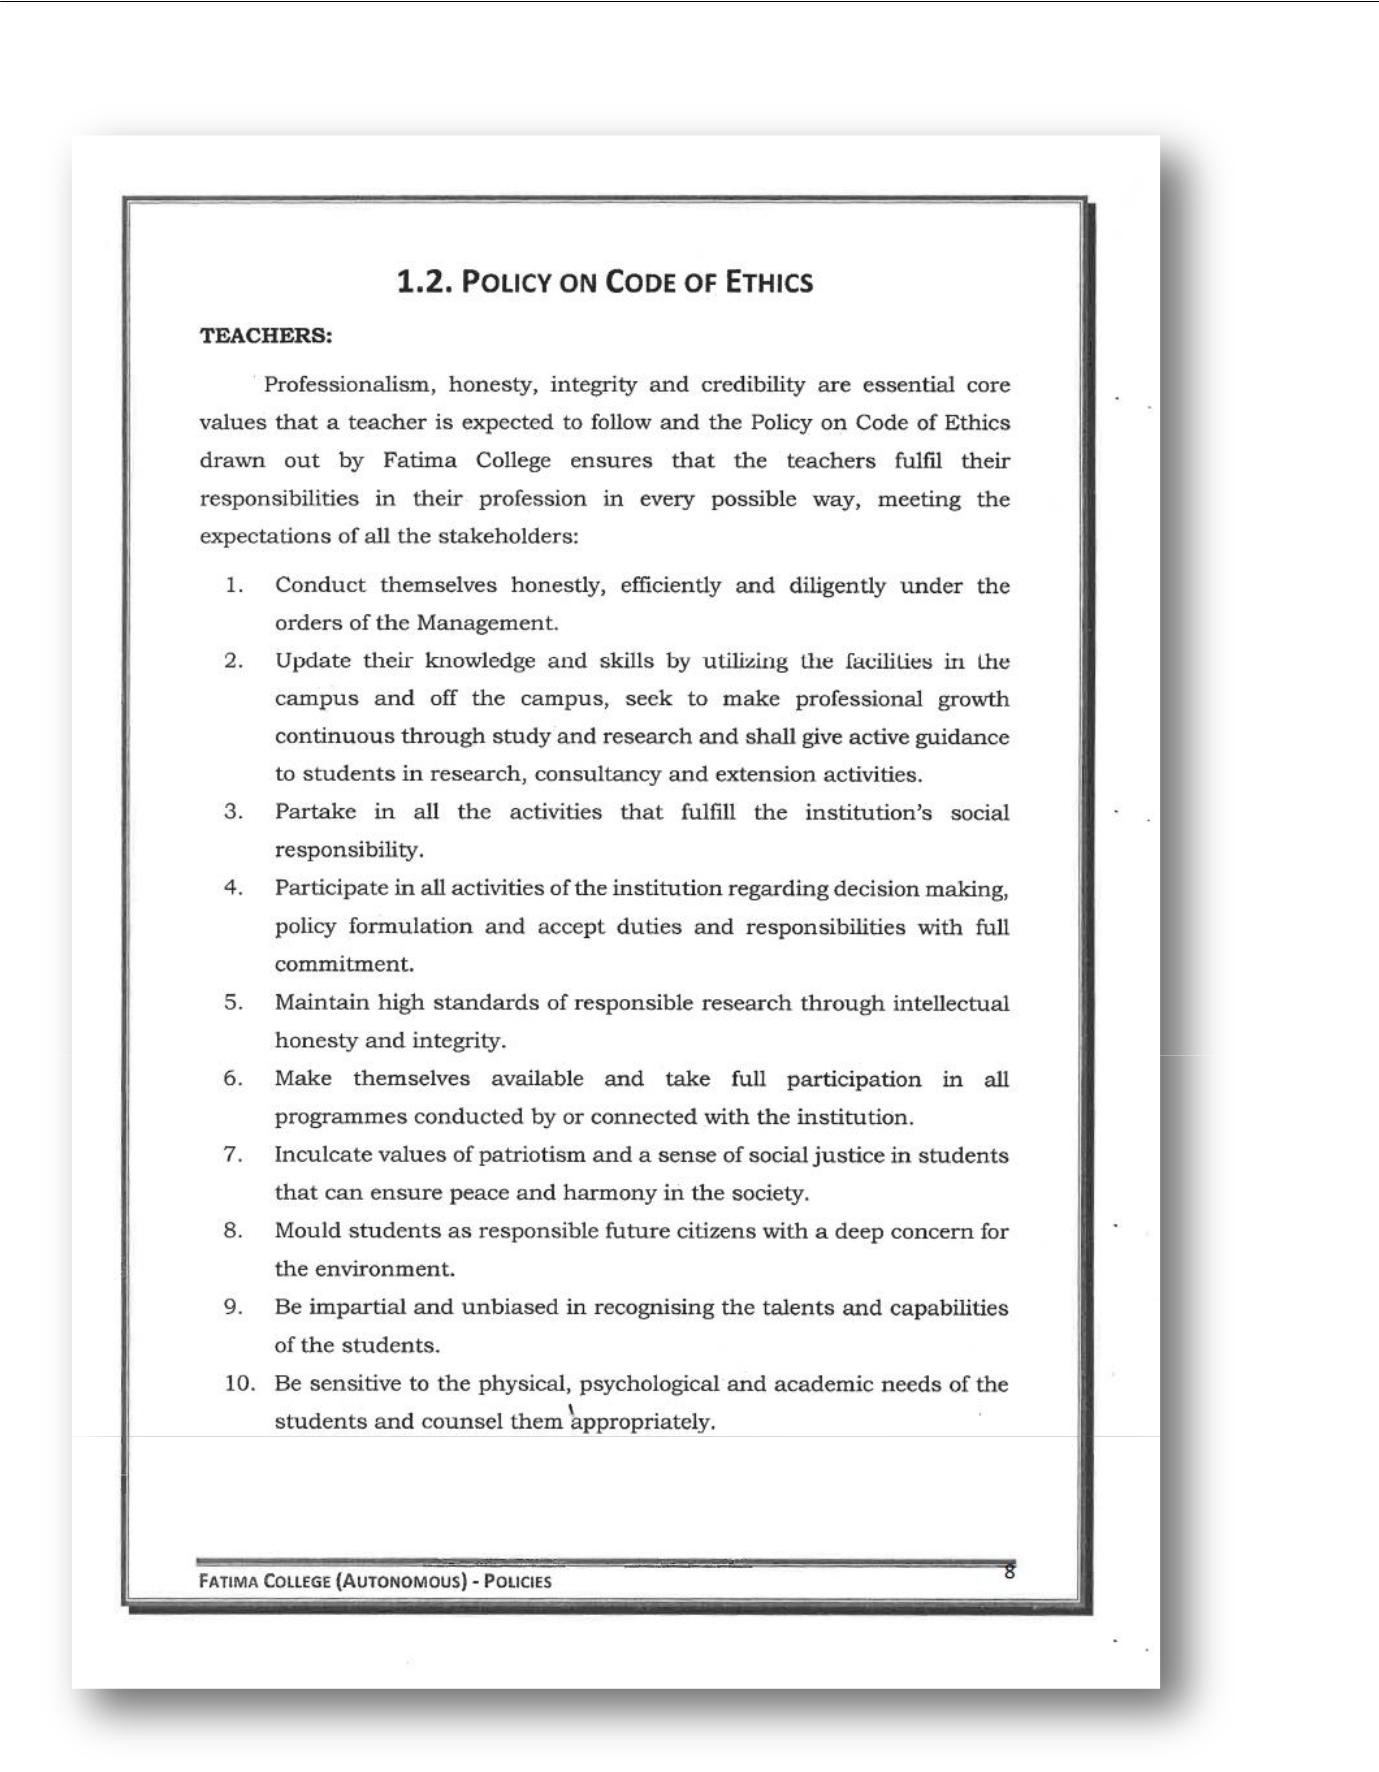 1.2. POLICY ON CODE OF ETHICS
TEACHERS:
Professionalism, honesty, integrity and credibility are essential core
values that a teacher is expected to follow and the Policy on Code of Ethics
drawn out by Fatima College ensures that the teachers fulfil their
responsibilities in their profession in every possible way, meeting the
expectations of all the stakeholders:
1. Conduct themselves honestly, efficiently and diligently under the
orders of the Management.
2. Update their knowledge and skills by utilizing the facilities in the
campus and off the campus, seek to make professional growth
continuous through study and research and shall give active guidance
to students in research, consultancy and extension activities.
3. Partake in all the activities that fulfill the institution's social
responsibility.
4. Participate in all activities of the institution regarding decision making,
policy formulation and accept duties and responsibilities with full
commitment.
5. Maintain high standards of responsible research through intellectual
honesty and integrity.
6. Make themselves available and take full participation in all
programmes conducted by or connected with the institution.
7. Inculcate values of patriotism and a sense of social justice in students
that can ensure peace and harmony in the society.
8. Mould students as responsible future citizens with a deep concern for
the environment.
9. Be impartial and unbiased in recognising the talents and capabilities
of the students.
10. Be sensitive to the physical, psychological and academic needs of the
students and counsel them appropriately.
FATIMA COLLEGE (AUTONOMOUS) - POLICIES 8